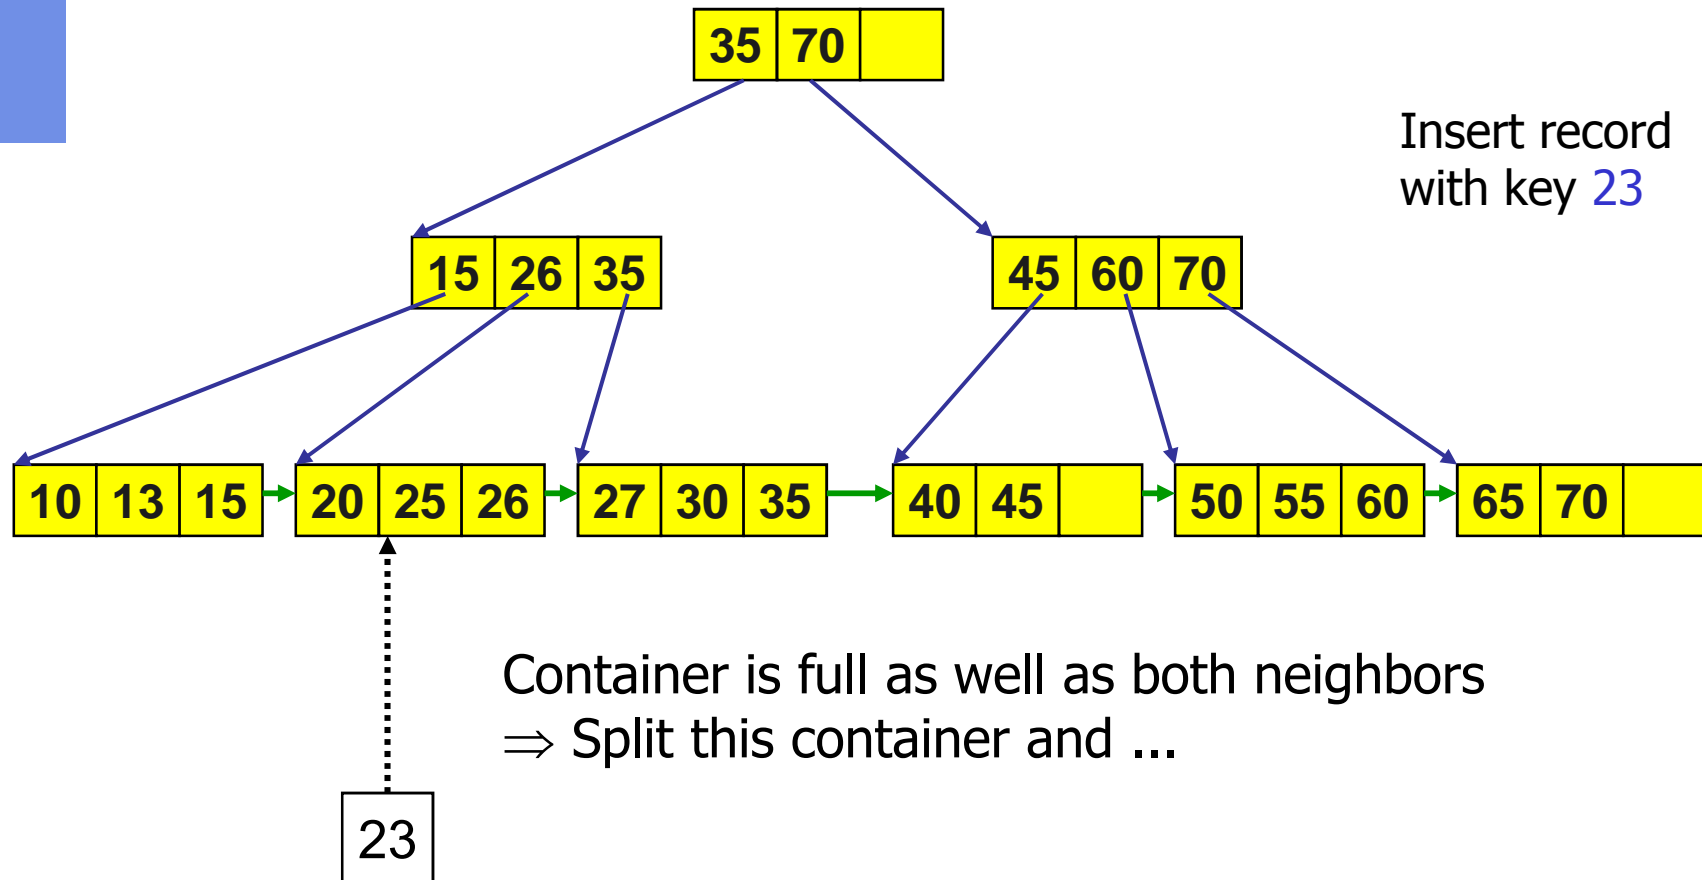 35 70
Insert record
with key 23
15 26 35
45 60 70
10 13 15
20 25 26
27 30 35
40 45
50 55 60
65 70
Container is full as well as both neighbors
⇒ Split this container and ...
23